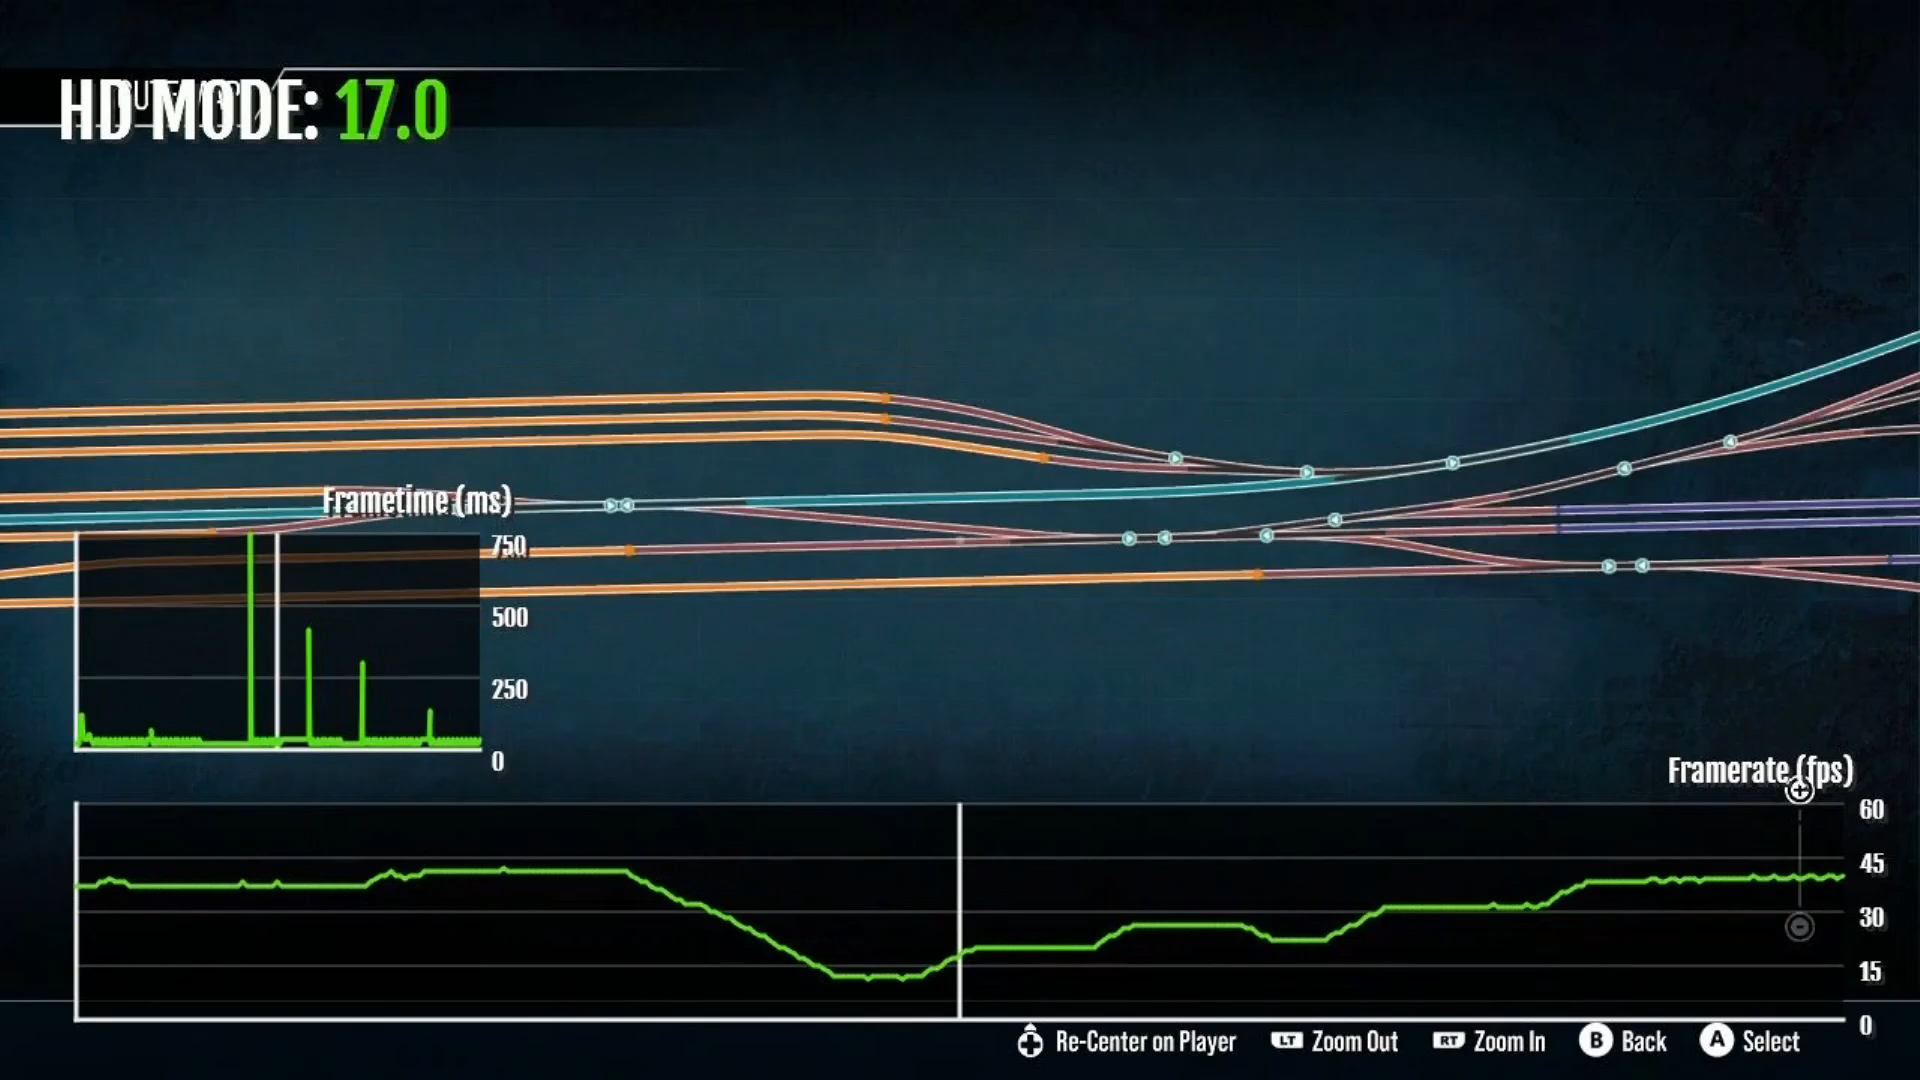 HD MODE: 17.0
Frametime (ms)
750
500
250
0
Framerate (fps)
60
45
30
15
0
Re-Center on Player
LT Zoom Out
RT Zoom In
B Back
A Select